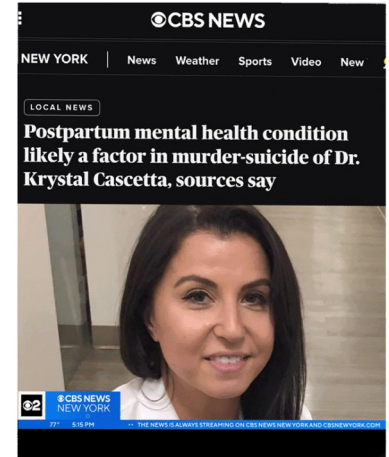 CBS NEWS
NEW YORK | News Weather Sports Video New
LOCAL NEWS
Postpartum mental health condition
likely a factor in murder-suicide of Dr.
Krystal Cascetta, sources say
2 CBS NEWS
NEW YORK
77° 5:15 PM •• THE NEWS IS ALWAYS STREAMING ON CBS NEWS NEW YORK AND CBSNEWYORK.COM